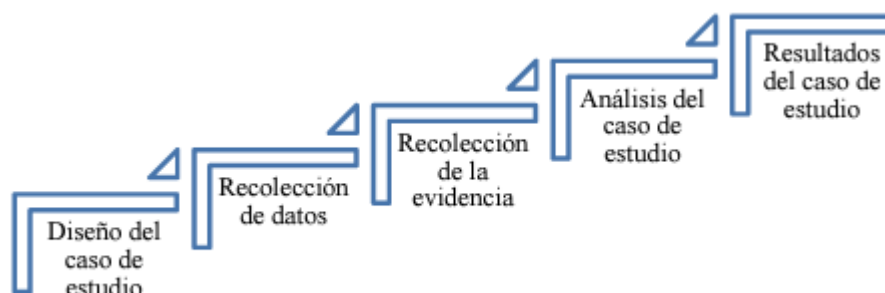 Diseño del
caso de
estudio
Recolección
de datos
Recolección
de la
evidencia
Análisis del
caso de
estudio
Resultados
del caso de
estudio